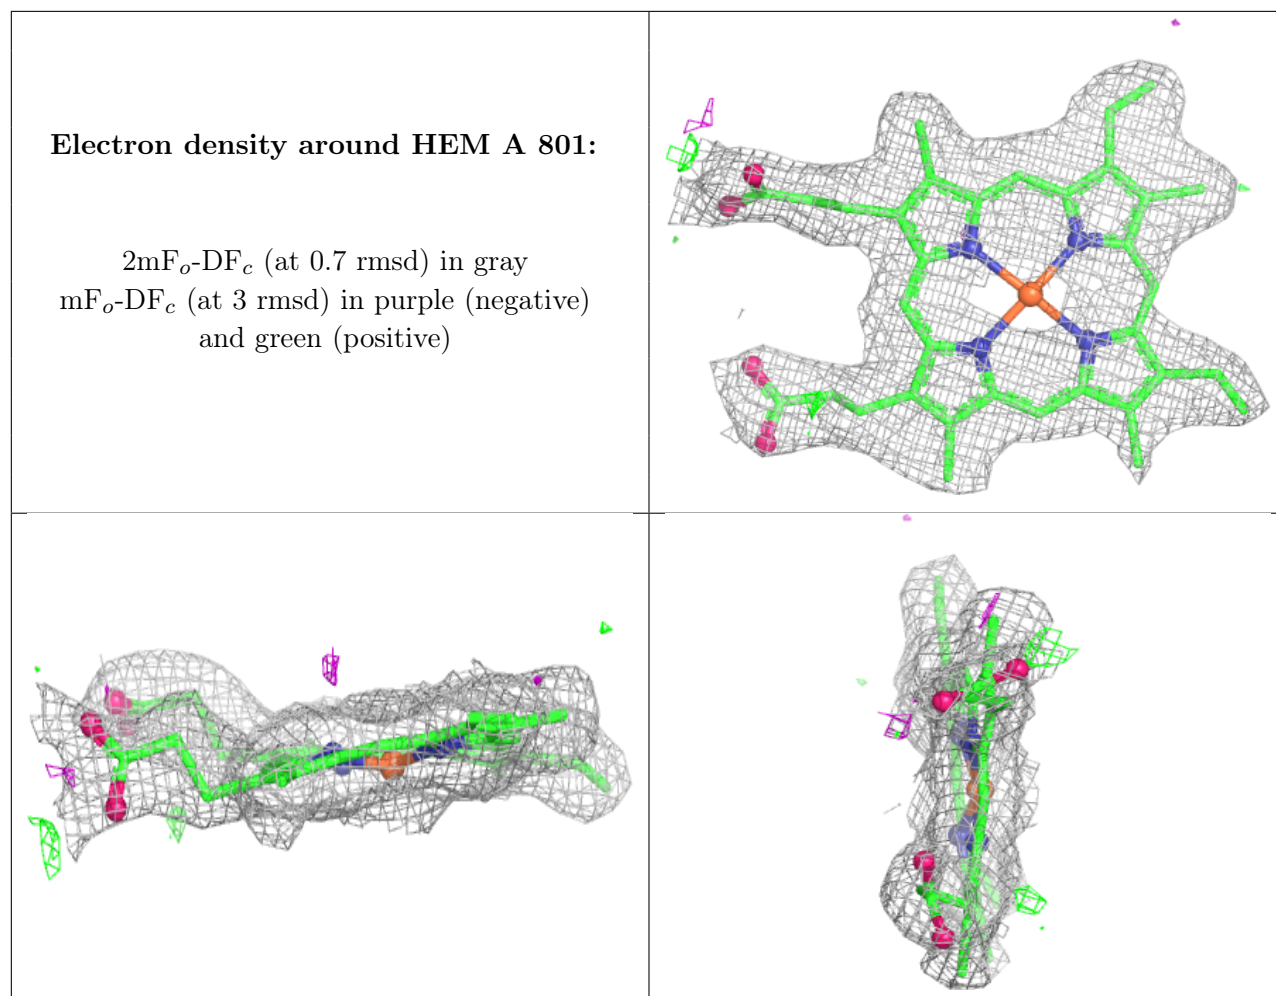 Electron density around HEM A 801:
2mFo-DFc (at 0.7 rmsd) in gray
mFo-DFc (at 3 rmsd) in purple (negative)
and green (positive)